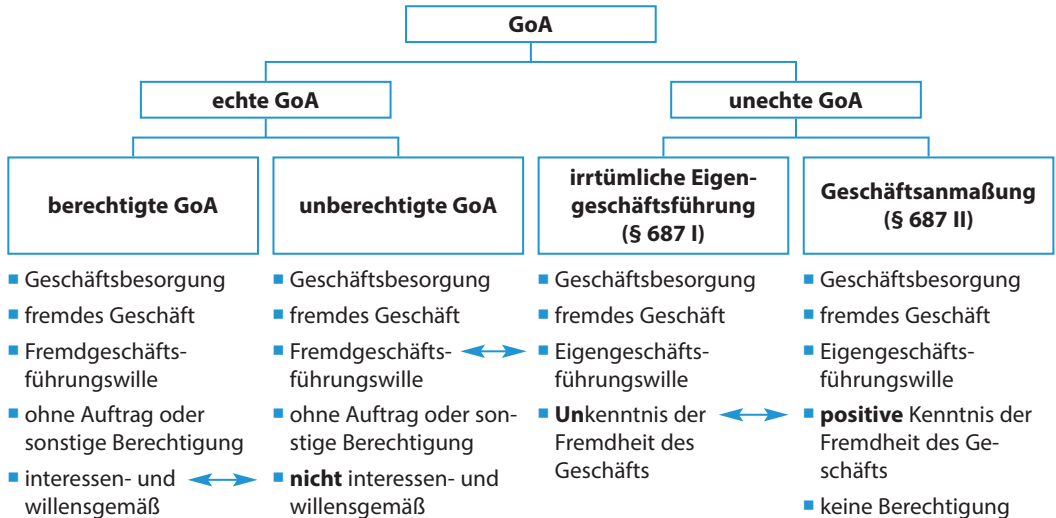 GoA
echte GoA
unechte GoA
berechtigte GoA
unberechtigte GoA
irrtümliche Eigen-
geschäftsführung
(§ 687 I)
Geschäftsanmaßung
(§ 687 II)
Geschäftsbesorgung
fremdes Geschäft
Fremdgeschäfts-
führungswille
ohne Auftrag oder
sonstige Berechtigung
interessen- und
willensgemäß
Geschäftsbesorgung
fremdes Geschäft
Fremdgeschäfts-
führungswille
ohne Auftrag oder son-
stige Berechtigung
nicht interessen- und
willensgemäß
Geschäftsbesorgung
fremdes Geschäft
Eigengeschäfts-
führungswille
Unkenntnis der
Fremdheit des
Geschäfts
Geschäftsbesorgung
fremdes Geschäft
Eigengeschäfts-
führungswille
positive Kenntnis der
Fremdheit des Ge-
schäfts
keine Berechtigung